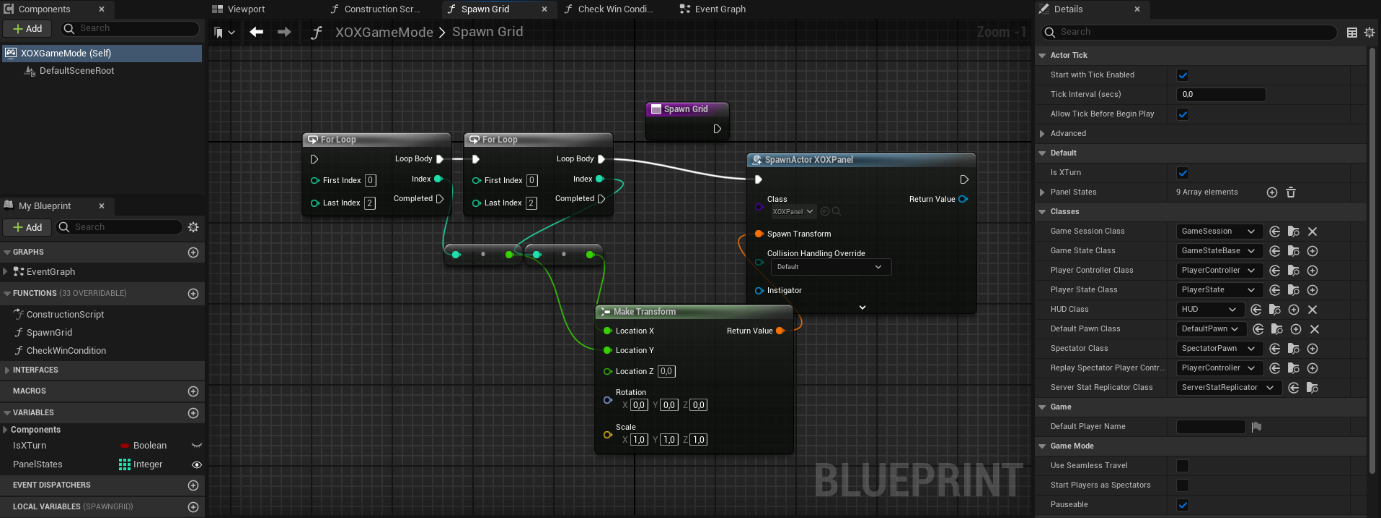 Components
Add
Search
XOXGameMode (Self)
DefaultSceneRoot
My Blueprint
Add
Search
GRAPHS
EventGraph
FUNCTIONS (33 OVERRIDABLE)
ConstructionScript
SpawnGrid
CheckWinCondition
INTERFACES
MACROS
VARIABLES
Components
IsXTurn Boolean
PanelStates Integer
EVENT DISPATCHERS
LOCAL VARIABLES (SPAWNGRID)
Viewport Construction Scr... Spawn Grid Check Win Condi... Event Graph
XOXGameMode > Spawn Grid Zoom -1
Spawn Grid
For Loop
Loop Body
First Index 0 Index
Last Index 2 Completed
For Loop
Loop Body
First Index 0 Index
Last Index 2 Completed
SpawnActor XOXPanel
Class Return Value
XOXPanel
Spawn Transform
Collision Handling Override
Default
Instigator
Make Transform
Location X Return Value
Location Y
Location Z 0,0
Rotation
X 0,0 Y 0,0 Z 0,0
Scale
X 1,0 Y 1,0 Z 1,0
BLUEPRINT
Details
Search
Actor Tick
Start with Tick Enabled
Tick Interval (secs) 0,0
Allow Tick Before Begin Play
Advanced
Default
Is XTurn
Panel States 9 Array elements
Classes
Game Session Class GameSession
Game State Class GameStateBase
Player Controller Class PlayerController
Player State Class PlayerState
HUD Class HUD
Default Pawn Class DefaultPawn
Spectator Class SpectatorPawn
Replay Spectator Player Contr... PlayerController
Server Stat Replicator Class ServerStatReplicator
Game
Default Player Name
Game Mode
Use Seamless Travel
Start Players as Spectators
Pauseable